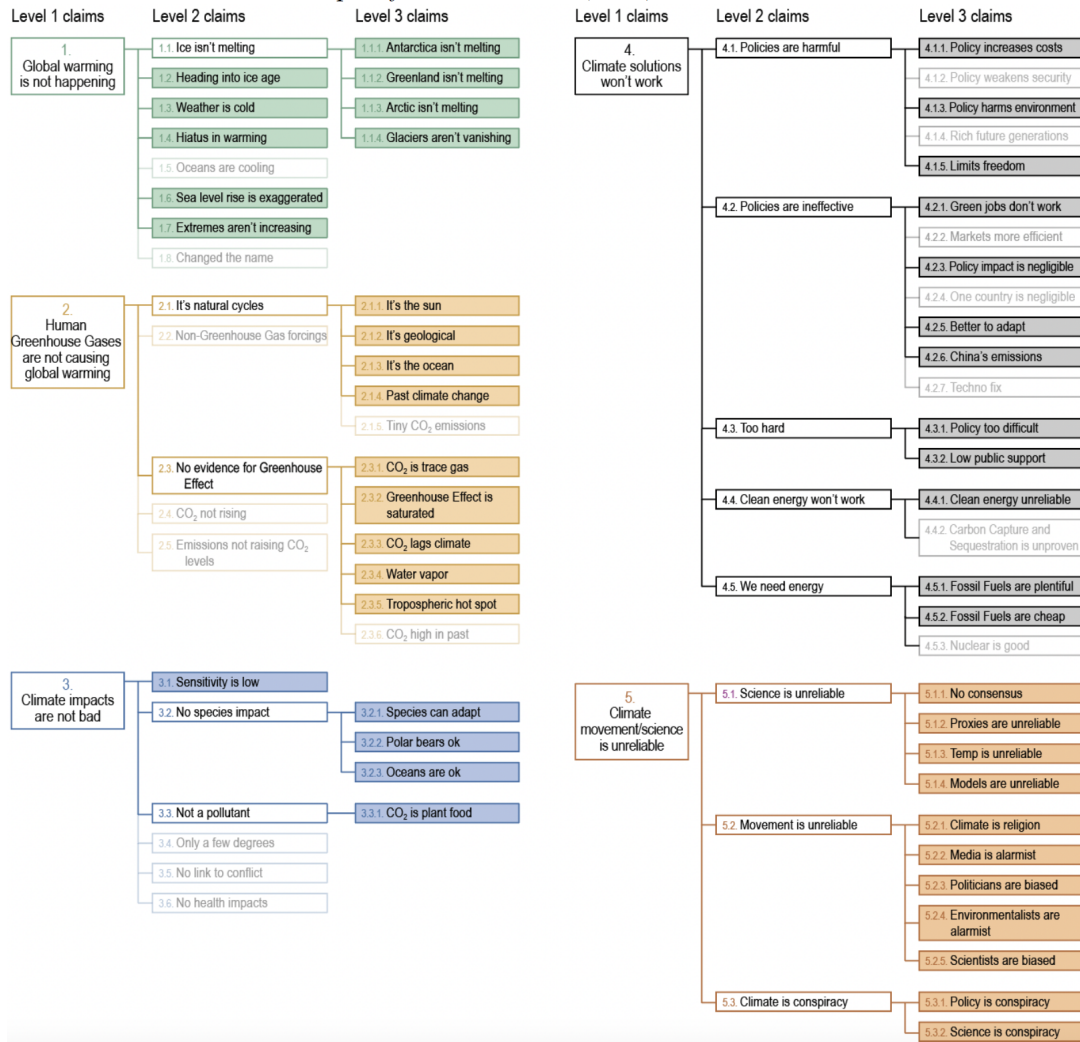 Level 1 claims
Level 2 claims
Level 3 claims
1.
Global warming
is not happening
1.1. Ice isn't melting
1.1.1. Antarctica isn't melting
1.2. Heading into ice age
1.1.2. Greenland isn't melting
1.3. Weather is cold
1.1.3. Arctic isn't melting
1.4. Hiatus in warming
1.1.4. Glaciers aren't vanishing
1.5. Oceans are cooling
1.6. Sea level rise is exaggerated
1.7. Extremes aren't increasing
1.8. Changed the name
2.
Human
Greenhouse Gases
are not causing
global warming
2.1. It's natural cycles
2.1.1. It's the sun
2.2. Non-Greenhouse Gas forcings
2.1.2. It's geological
2.1.3. It's the ocean
2.1.4. Past climate change
2.1.5. Tiny CO₂ emissions
2.3. No evidence for Greenhouse
Effect
2.3.1. CO₂ is trace gas
2.3.2. Greenhouse Effect is
saturated
2.4. CO₂ not rising
2.5. Emissions not raising CO₂
levels
2.3.3. CO₂ lags climate
2.3.4. Water vapor
2.3.5. Tropospheric hot spot
2.3.6. CO₂ high in past
3.
Climate impacts
are not bad
3.1. Sensitivity is low
3.2. No species impact
3.2.1. Species can adapt
3.2.2. Polar bears ok
3.2.3. Oceans are ok
3.3. Not a pollutant
3.3.1. CO₂ is plant food
3.4. Only a few degrees
3.5. No link to conflict
3.6. No health impacts
Level 1 claims
Level 2 claims
Level 3 claims
4.
Climate solutions
won't work
4.1. Policies are harmful
4.1.1. Policy increases costs
4.1.2. Policy weakens security
4.1.3. Policy harms environment
4.1.4. Rich future generations
4.1.5. Limits freedom
4.2. Policies are ineffective
4.2.1. Green jobs don't work
4.2.2. Markets more efficient
4.2.3. Policy impact is negligible
4.2.4. One country is negligible
4.2.5. Better to adapt
4.2.6. China's emissions
4.2.7. Techno fix
4.3. Too hard
4.3.1. Policy too difficult
4.3.2. Low public support
4.4. Clean energy won't work
4.4.1. Clean energy unreliable
4.4.2. Carbon Capture and
Sequestration is unproven
4.5. We need energy
4.5.1. Fossil Fuels are plentiful
4.5.2. Fossil Fuels are cheap
4.5.3. Nuclear is good
5.
Climate
movement/science
is unreliable
5.1. Science is unreliable
5.1.1. No consensus
5.1.2. Proxies are unreliable
5.1.3. Temp is unreliable
5.1.4. Models are unreliable
5.2. Movement is unreliable
5.2.1. Climate is religion
5.2.2. Media is alarmist
5.2.3. Politicians are biased
5.2.4. Environmentalists are
alarmist
5.2.5. Scientists are biased
5.3. Climate is conspiracy
5.3.1. Policy is conspiracy
5.3.2. Science is conspiracy